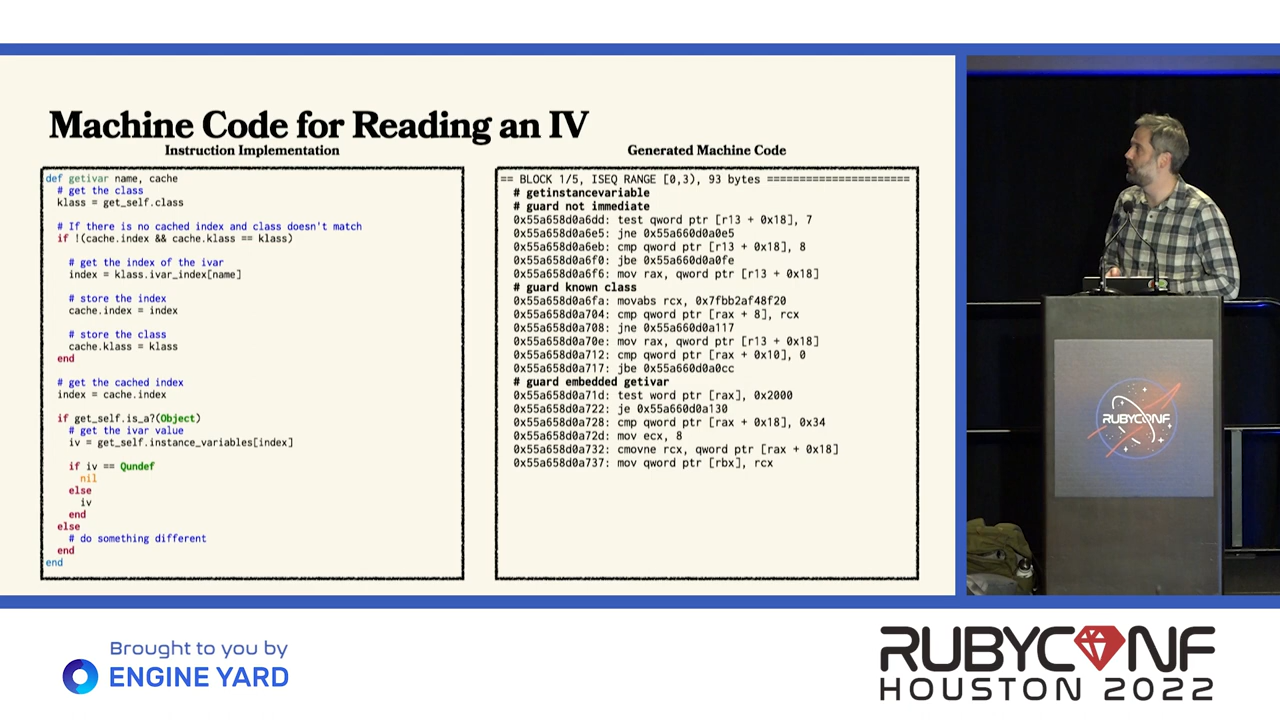 Machine Code for Reading an IV
Instruction Implementation
def getivar name, cache
# get the class
klass = get_self.class
# If there is no cached index and class doesn't match
if !(cache.index && cache.klass == klass)
# get the index of the ivar
index = klass.ivar_index[name]
# store the index
cache.index = index
# store the class
cache.klass = klass
end
# get the cached index
index = cache.index
if get_self.is_a?(Object)
# get the ivar value
iv = get_self.instance_variables[index]
if iv == Qundef
nil
else
iv
end
else
# do something different
end
end
Generated Machine Code
== BLOCK 1/5, ISEQ RANGE [0,3), 93 bytes ======================
# getinstancevariable
# guard not immediate
0x55a658d0a6dd: test qword ptr [r13 + 0x18], 7
0x55a658d0a6e5: jne 0x55a660d0a0e5
0x55a658d0a6eb: cmp qword ptr [r13 + 0x18], 8
0x55a658d0a6f0: jbe 0x55a660d0a0fe
0x55a658d0a6f6: mov rax, qword ptr [r13 + 0x18]
# guard known class
0x55a658d0a6fa: movabs rcx, 0x7fbb2af48f20
0x55a658d0a704: cmp qword ptr [rax + 8], rcx
0x55a658d0a708: jne 0x55a660d0a117
0x55a658d0a70e: mov rax, qword ptr [r13 + 0x18]
0x55a658d0a712: cmp qword ptr [rax + 0x10], 0
0x55a658d0a717: jbe 0x55a660d0a0cc
# guard embedded getivar
0x55a658d0a71d: test word ptr [rax], 0x2000
0x55a658d0a722: je 0x55a660d0a130
0x55a658d0a728: cmp qword ptr [rax + 0x18], 0x34
0x55a658d0a72d: mov ecx, 8
0x55a658d0a732: cmovne rcx, qword ptr [rax + 0x18]
0x55a658d0a737: mov qword ptr [rbx], rcx
RUBYCONF
Brought to you by
ENGINE YARD
RUBYCONF
HOUSTON 2022